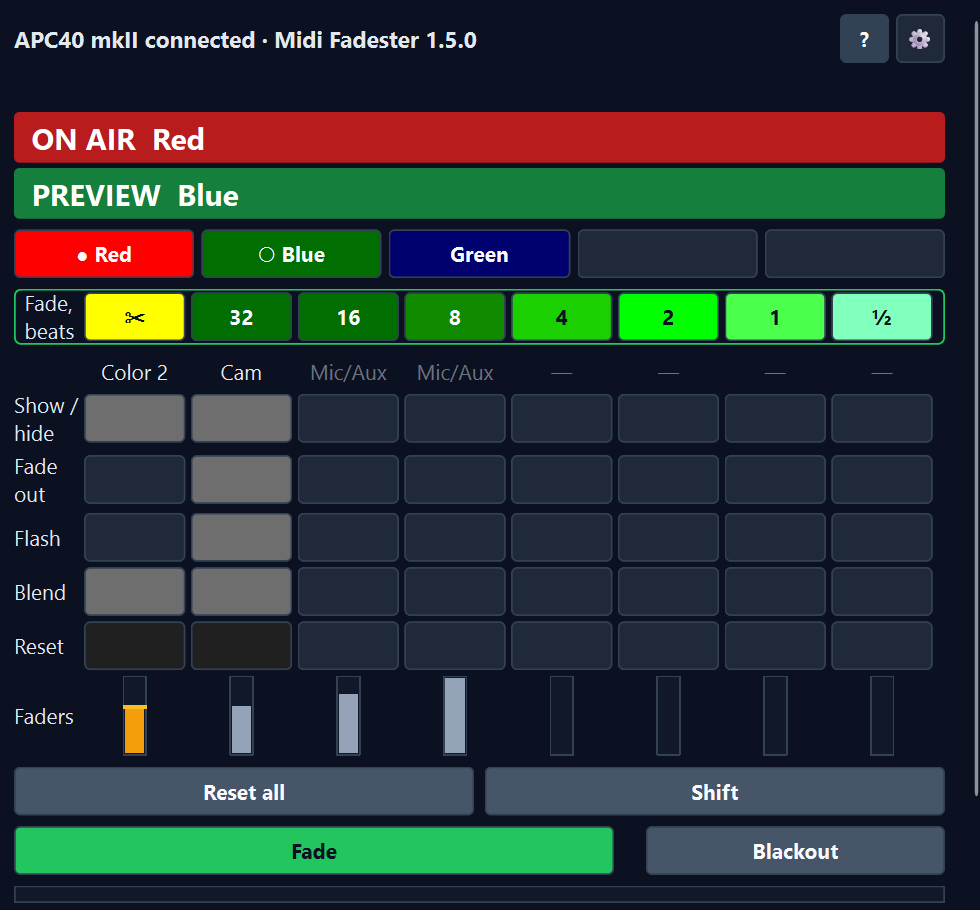 APC40 mkII connected · Midi Fadester 1.5.0
?
ON AIR Red
PREVIEW Blue
● Red
○ Blue
Green
Fade, beats
✂
32
16
8
4
2
1
½
Color 2
Cam
Mic/Aux
Mic/Aux
—
—
—
—
Show / hide
Fade out
Flash
Blend
Reset
Faders
Reset all
Shift
Fade
Blackout